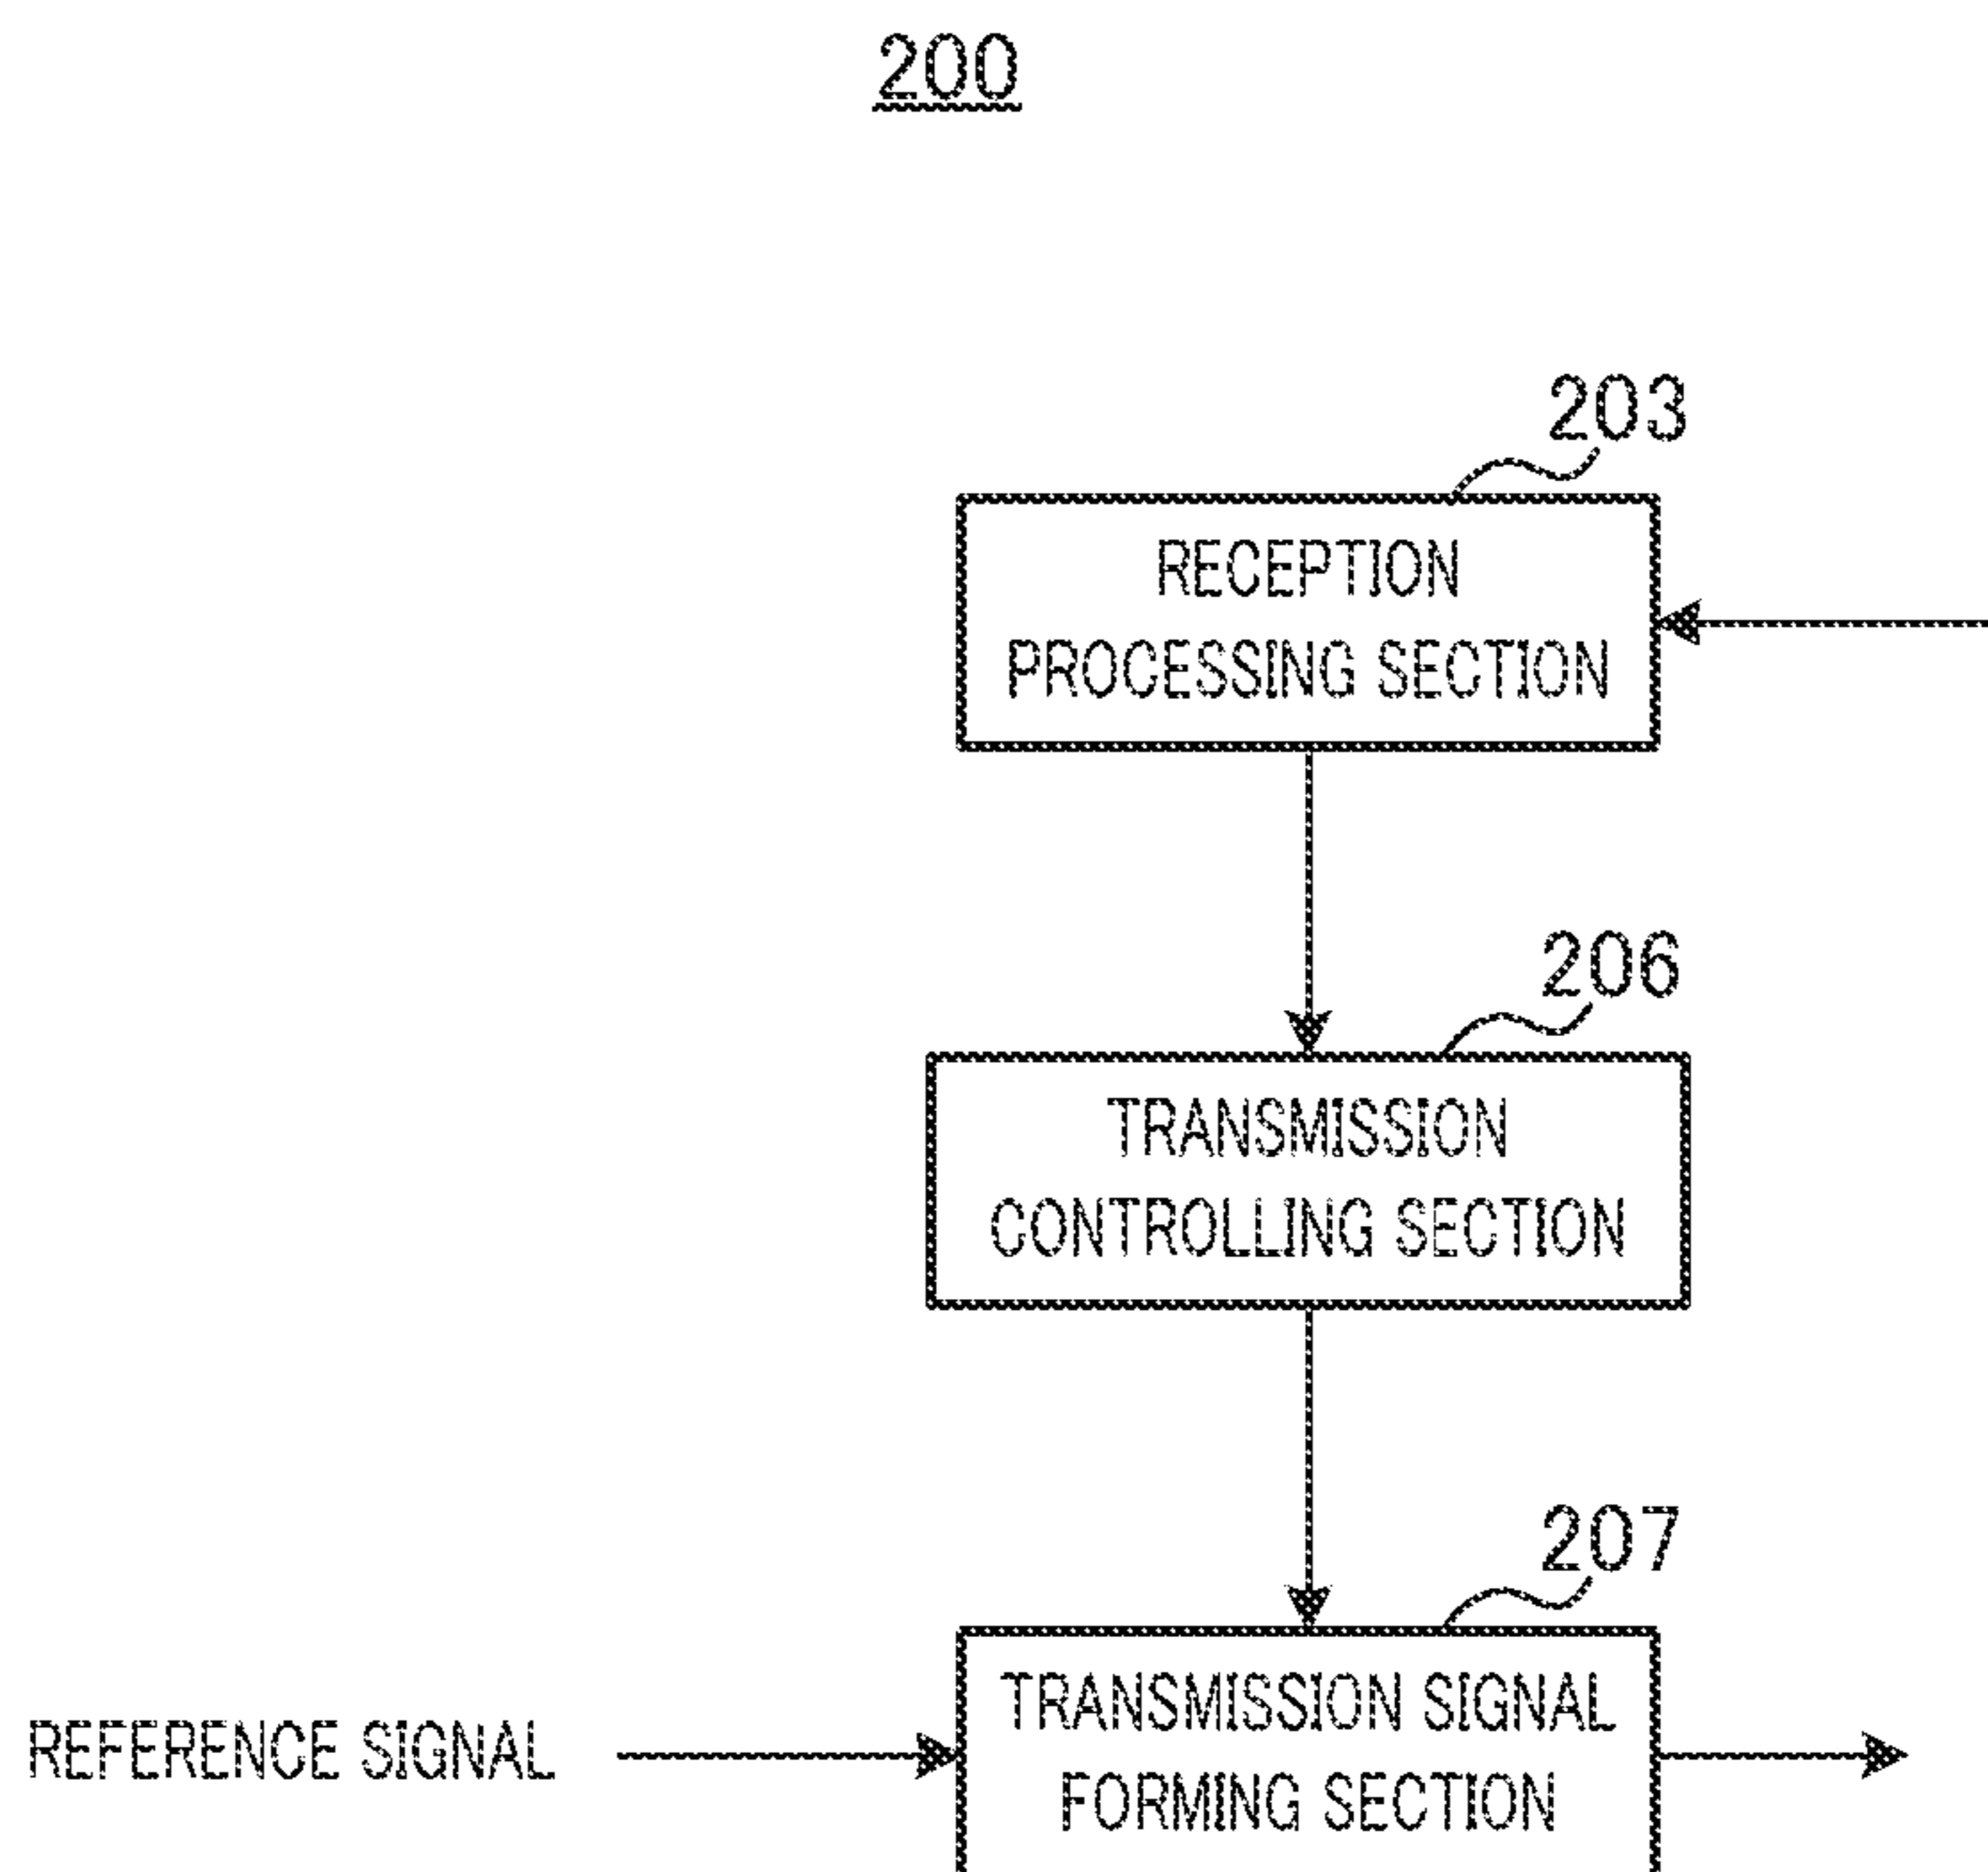 200
203
RECEPTION
PROCESSING SECTION
206
TRANSMISSION
CONTROLLING SECTION
207
TRANSMISSION SIGNAL
FORMING SECTION
REFERENCE SIGNAL